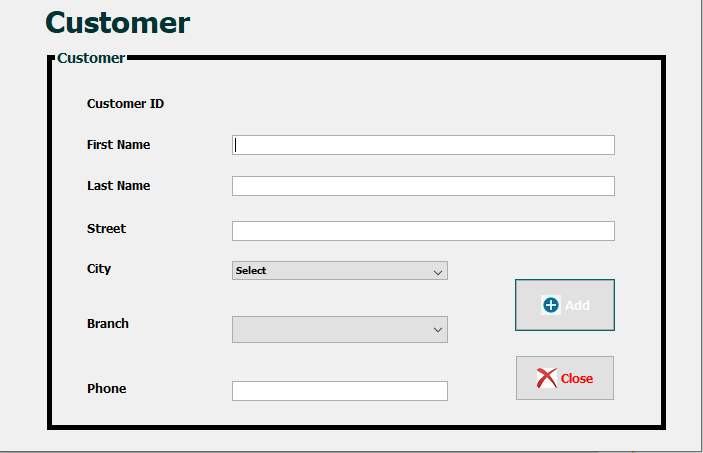 Customer
Customer
Customer ID
First Name
Last Name
Street
City
Select
Add
Branch
Close
Phone